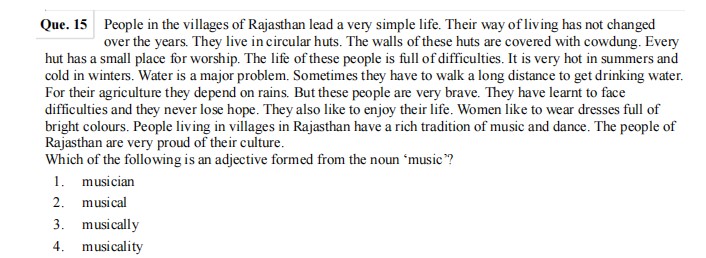 Que. 15 People in the villages of Rajasthan lead a very simple life. Their way of living has not changed
over the years. They live in circular huts. The walls of these huts are covered with cowdung. Every
hut has a small place for worship. The life of these people is full of difficulties. It is very hot in summers and
cold in winters. Water is a major problem. Sometimes they have to walk a long distance to get drinking water.
For their agriculture they depend on rains. But these people are very brave. They have learnt to face
difficulties and they never lose hope. They also like to enjoy their life. Women like to wear dresses full of
bright colours. People living in villages in Rajasthan have a rich tradition of music and dance. The people of
Rajasthan are very proud of their culture.
Which of the following is an adjective formed from the noun ‘music’?
1. musician
2. musical
3. musically
4. musicality